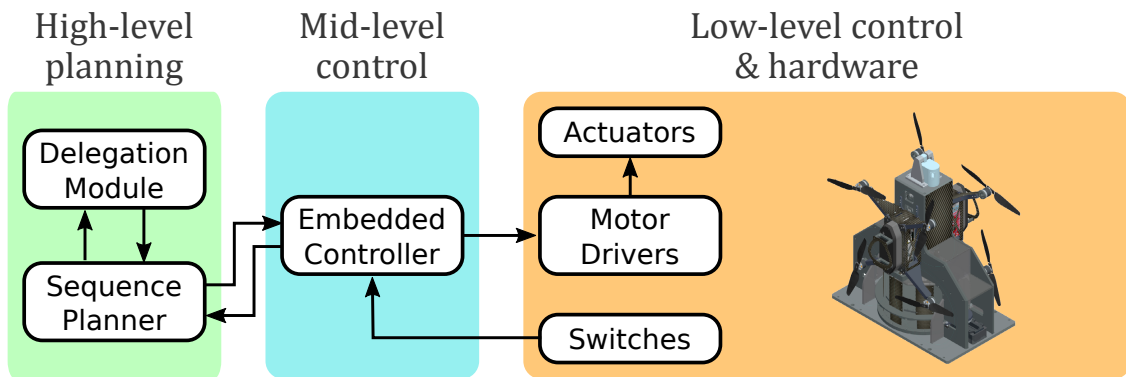 High-level
planning
Mid-level
control
Low-level control
& hardware
Delegation
Module
Sequence
Planner
Embedded
Controller
Actuators
Motor
Drivers
Switches